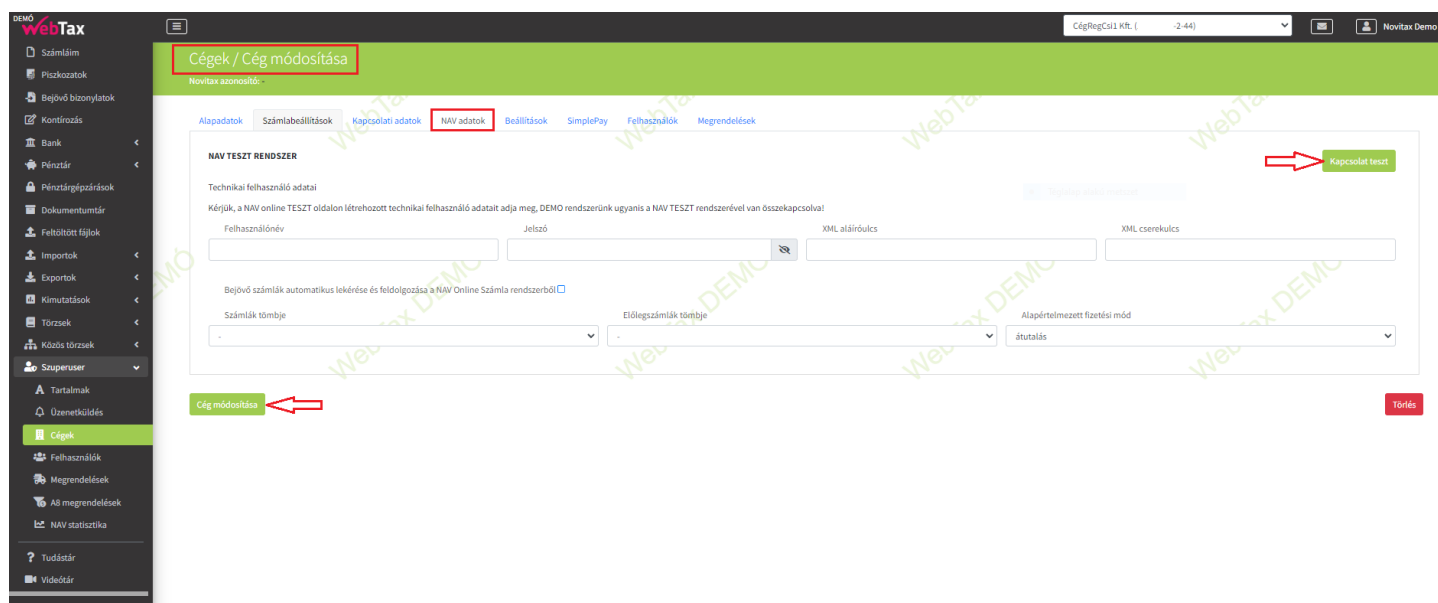 DEMÓ
WebTax
CégRegCsi1 Kft. ( -2-44)
Novitax Demo
Számláim
Piszkozatok
Bejövő bizonylatok
Kontírozás
Bank
Pénztár
Pénztárgépzárások
Dokumentumtár
Feltöltött fájlok
Importok
Exportok
Kimutatások
Törzsek
Közös törzsek
Szuperuser
Tartalmak
Üzenetküldés
Cégek
Felhasználók
Megrendelések
A8 megrendelések
NAV statisztika
Tudástár
Videótár
Cégek / Cég módosítása
Novitax azonosító: -
Alapadatok Számlabeállítások Kapcsolati adatok NAV adatok Beállítások SimplePay Felhasználók Megrendelések
NAV TESZT RENDSZER
Kapcsolat teszt
Technikai felhasználó adatai
Kérjük, a NAV online TESZT oldalon létrehozott technikai felhasználó adatait adja meg, DEMO rendszerünk ugyanis a NAV TESZT rendszerével van összekapcsolva!
Felhasználónév Jelszó XML aláíróulcs XML cserekulcs
Bejövő számlák automatikus lekérése és feldolgozása a NAV Online Számla rendszerből
Számlák tömbje Előlegszámlák tömbje Alapértelmezett fizetési mód
- - átutalás
Cég módosítása
Törlés
WebTax DEMÓ